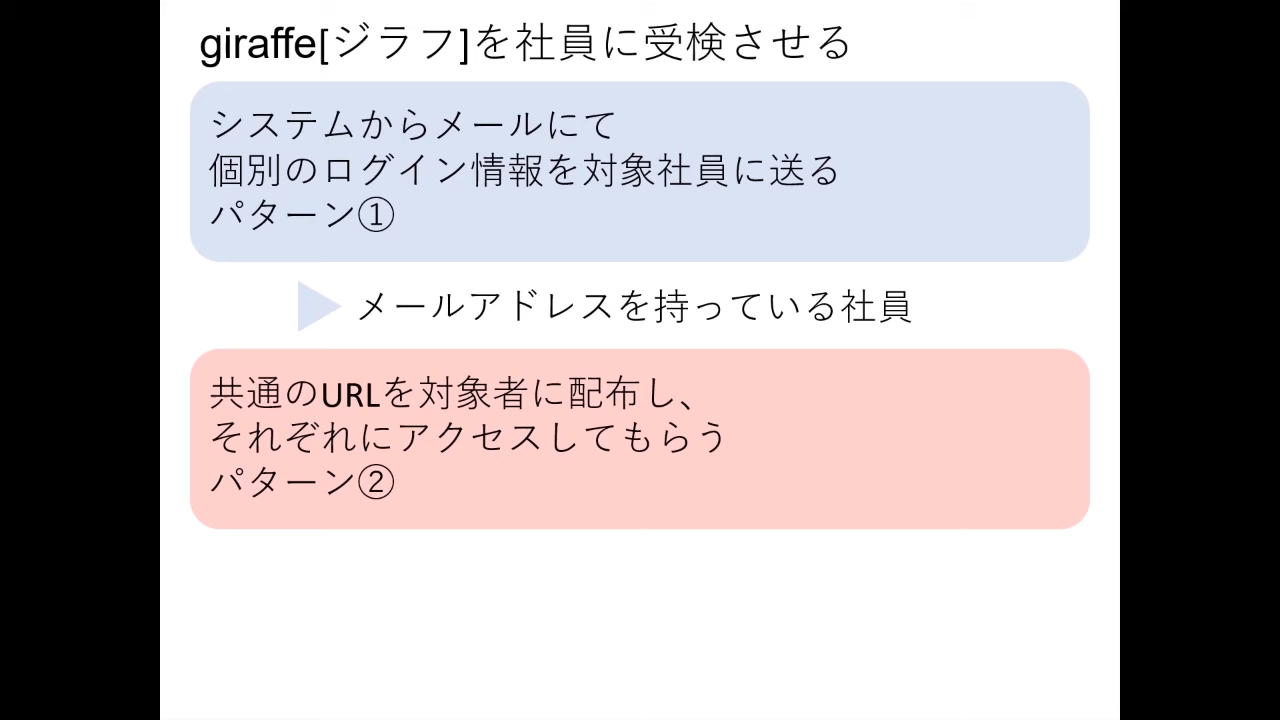 giraffe[ジラフ]を社員に受検させる
システムからメールにて
個別のログイン情報を対象社員に送る
パターン①
メールアドレスを持っている社員
共通のURLを対象者に配布し、
それぞれにアクセスしてもらう
パターン②